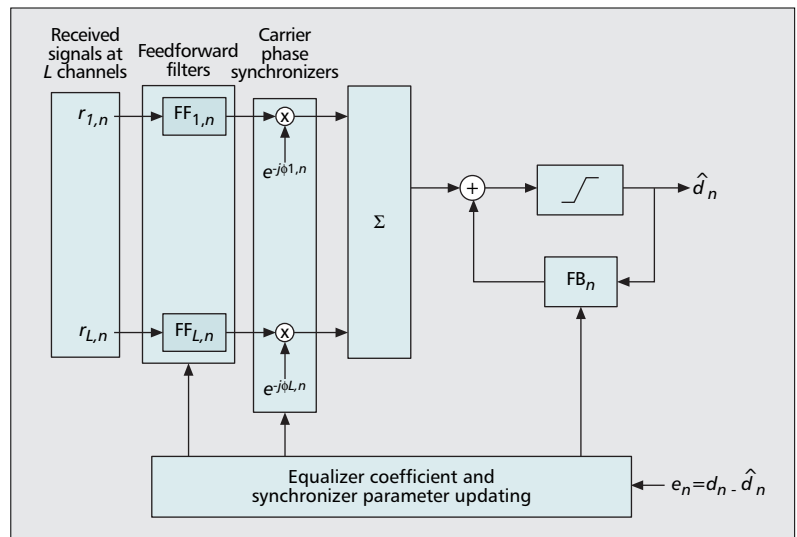 Received
signals at
L channels
Feedforward
filters
Carrier
phase
synchronizers
r1,n
FF1,n
x
e-jϕ1,n
Σ
+
d̂n
FBn
rL,n
FFL,n
x
e-jϕL,n
Equalizer coefficient and
synchronizer parameter updating
en=dn - d̂n